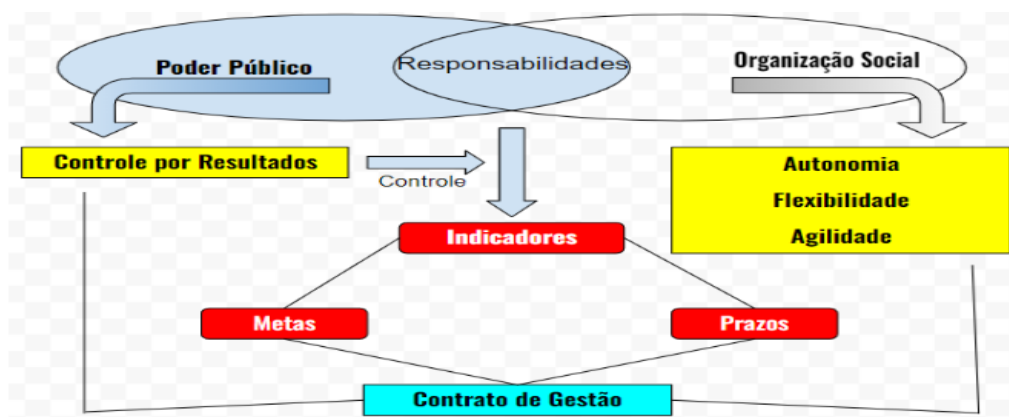 Poder Público
Responsabilidades
Organização Social
Controle por Resultados
Controle
Autonomia
Flexibilidade
Agilidade
Indicadores
Metas
Prazos
Contrato de Gestão